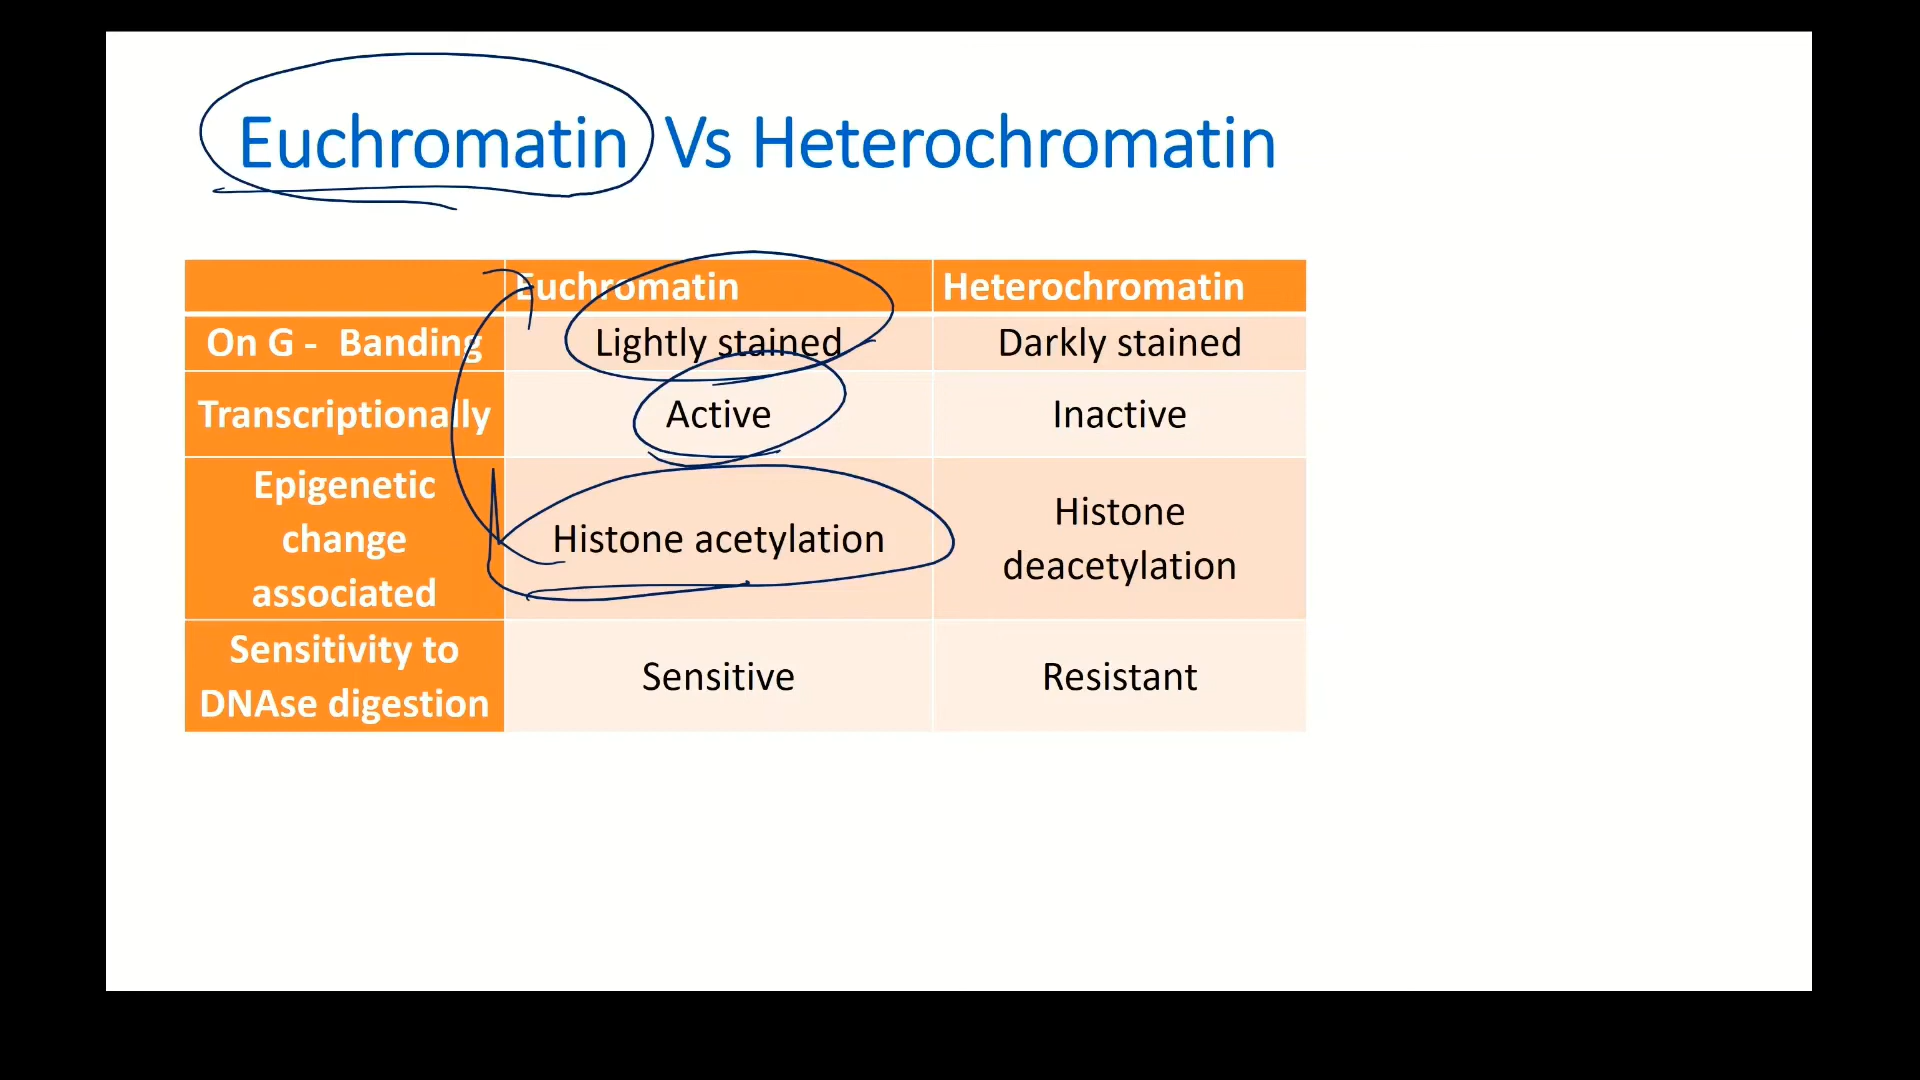 Euchromatin Vs Heterochromatin
Euchromatin Heterochromatin
On G - Banding Lightly stained Darkly stained
Transcriptionally Active Inactive
Epigenetic
change
associated
Histone acetylation
Histone
deacetylation
Sensitivity to
DNAse digestion
Sensitive
Resistant